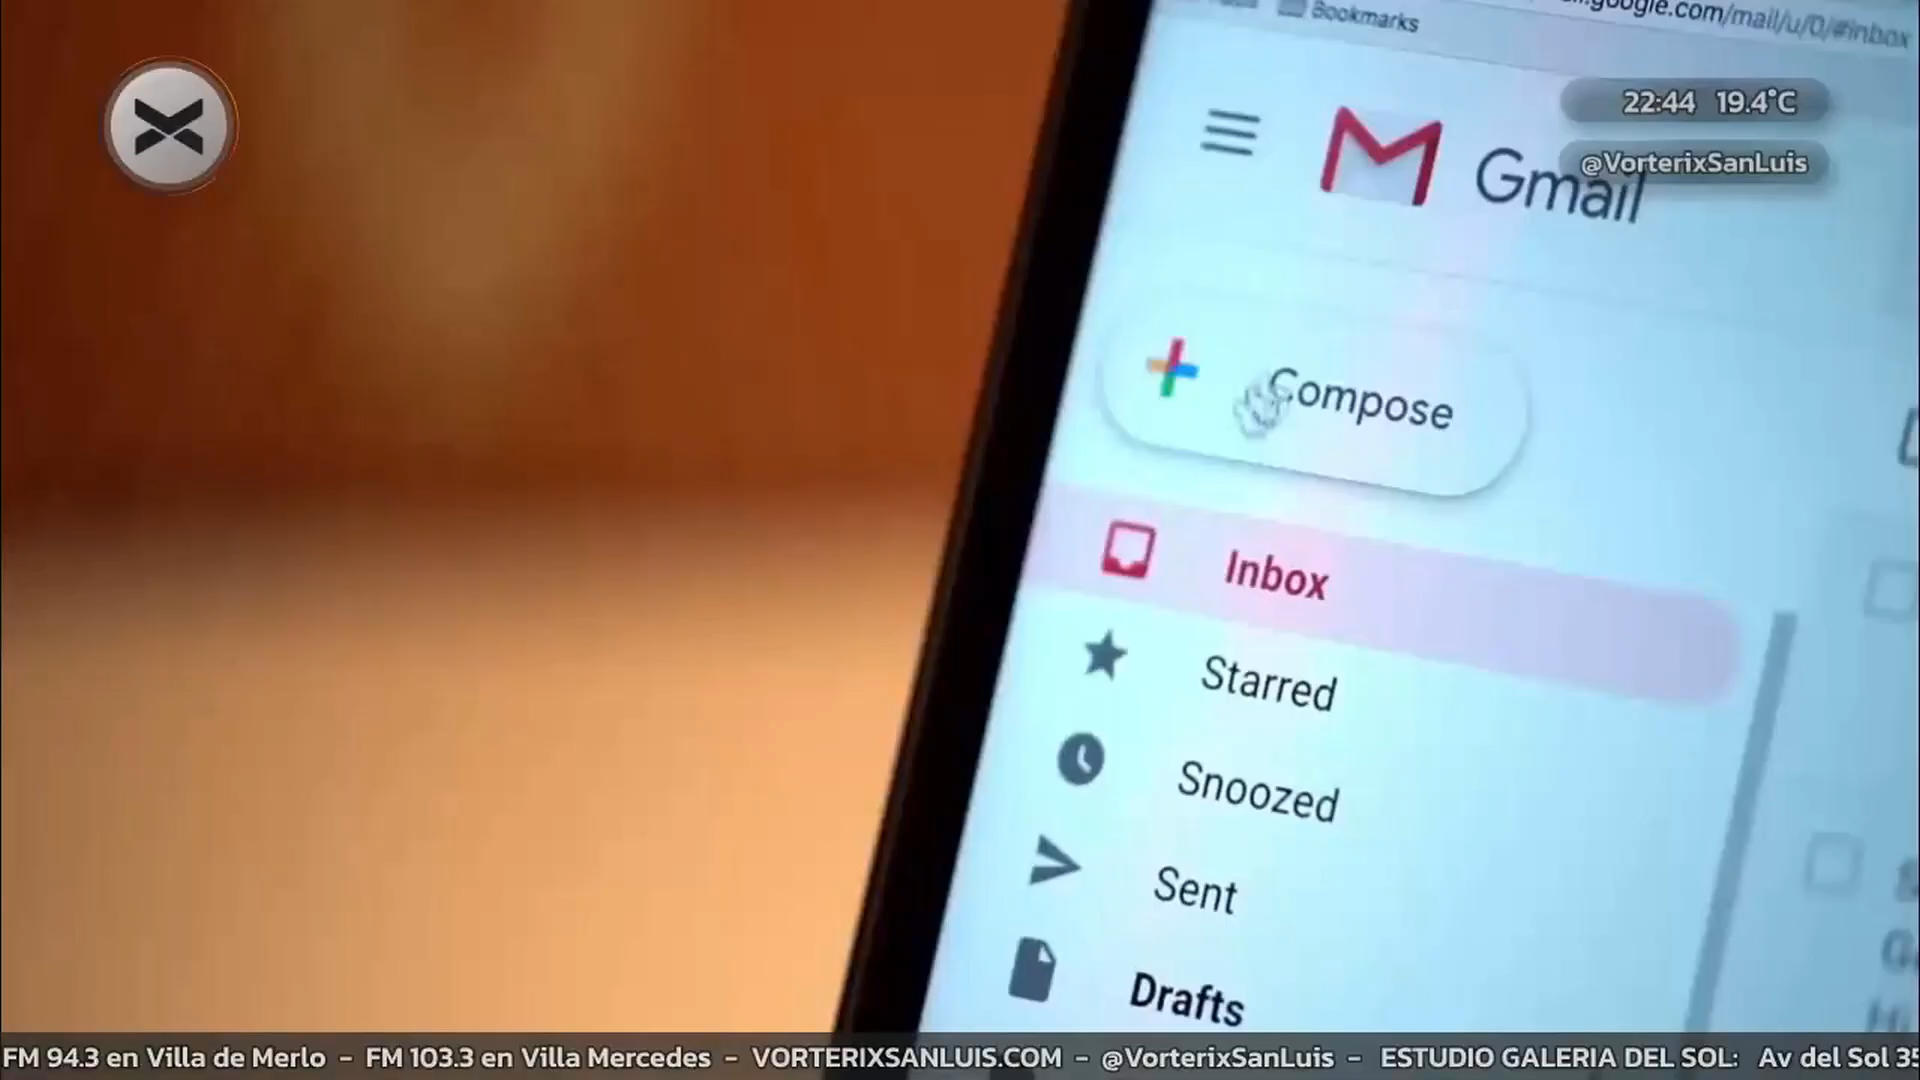 Bookmarks
.google.com/mail/u/0/#inbox
22:44 19.4°C
@VorterixSanLuis
Gmail
Compose
Inbox
Starred
Snoozed
Sent
Drafts
FM 94.3 en Villa de Merlo – FM 103.3 en Villa Mercedes – VORTERIXSANLUIS.COM – @VorterixSanLuis – ESTUDIO GALERIA DEL SOL: Av del Sol 35